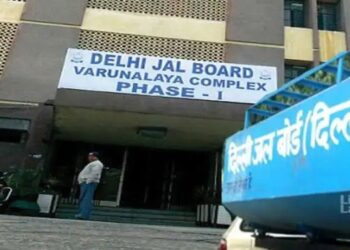 DELHI JAL BOARD
VARUNALAYA COMPLEX
PHASE - I
दिल्ली जल बोर्ड / दिल्